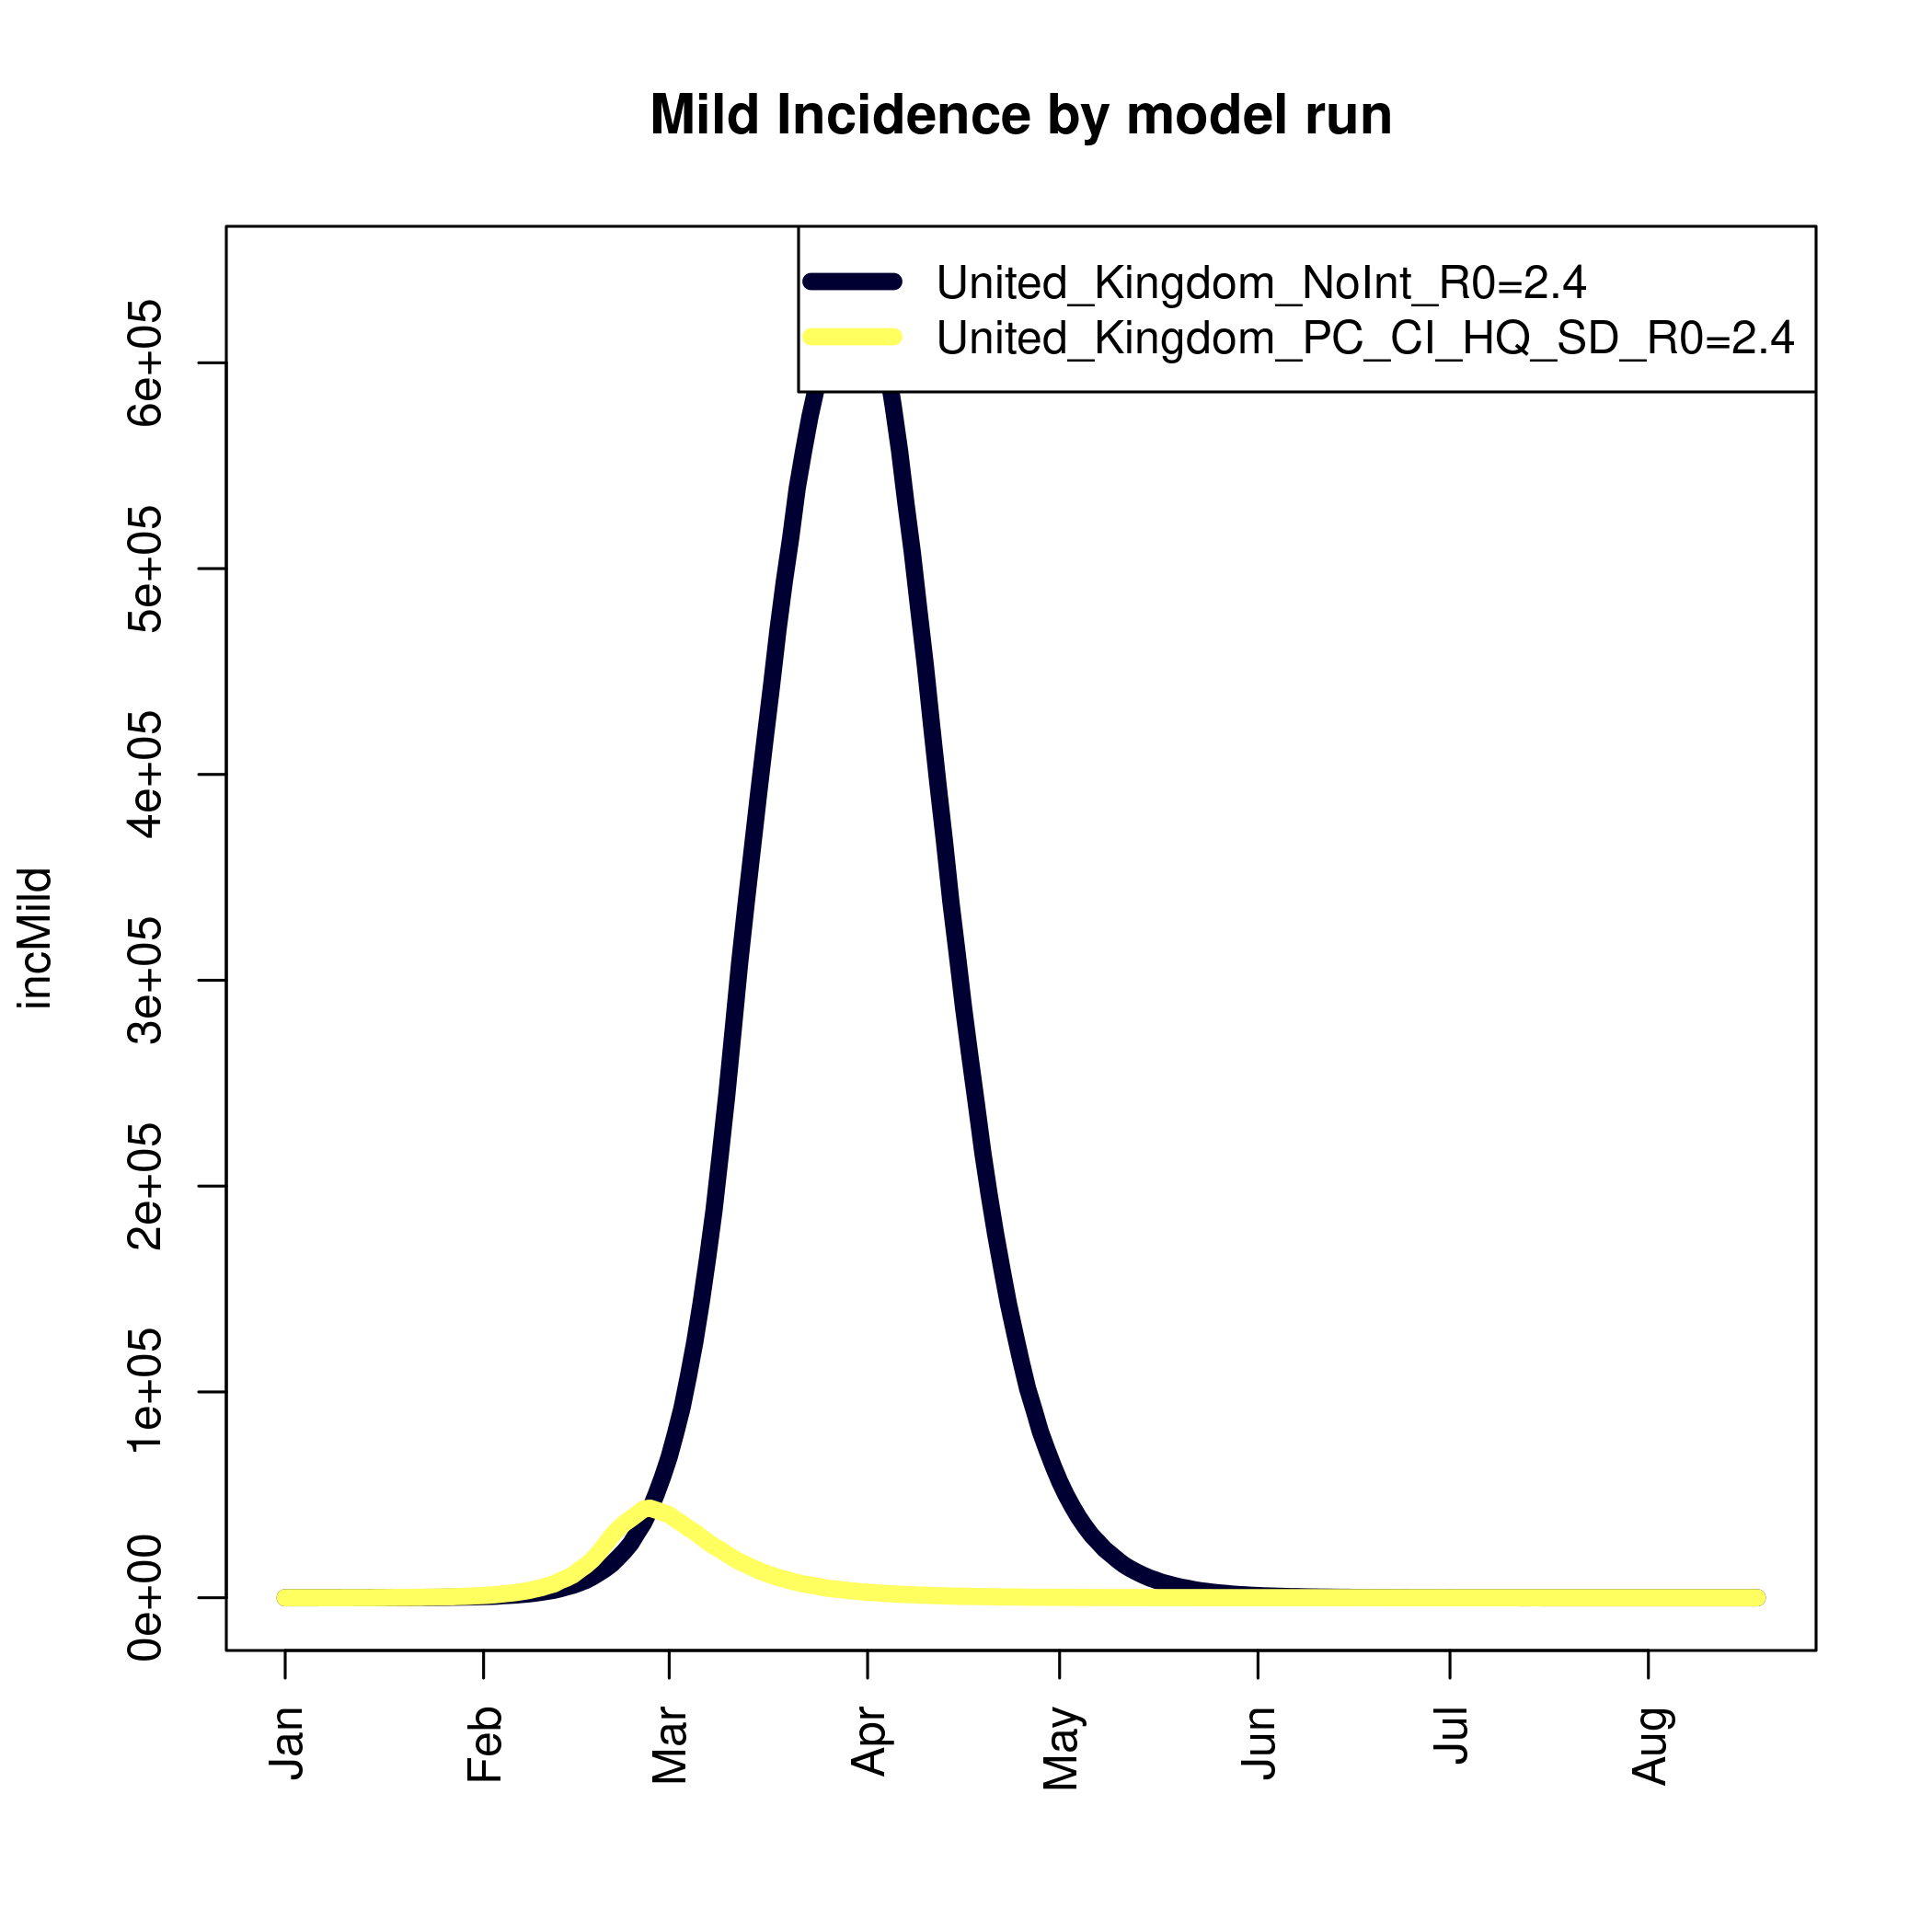 Mild Incidence by model run
United_Kingdom_NoInt_R0=2.4
United_Kingdom_PC_CI_HQ_SD_R0=2.4
incMild
6e+05
5e+05
4e+05
3e+05
2e+05
1e+05
0e+00
Jan Feb Mar Apr May Jun Jul Aug